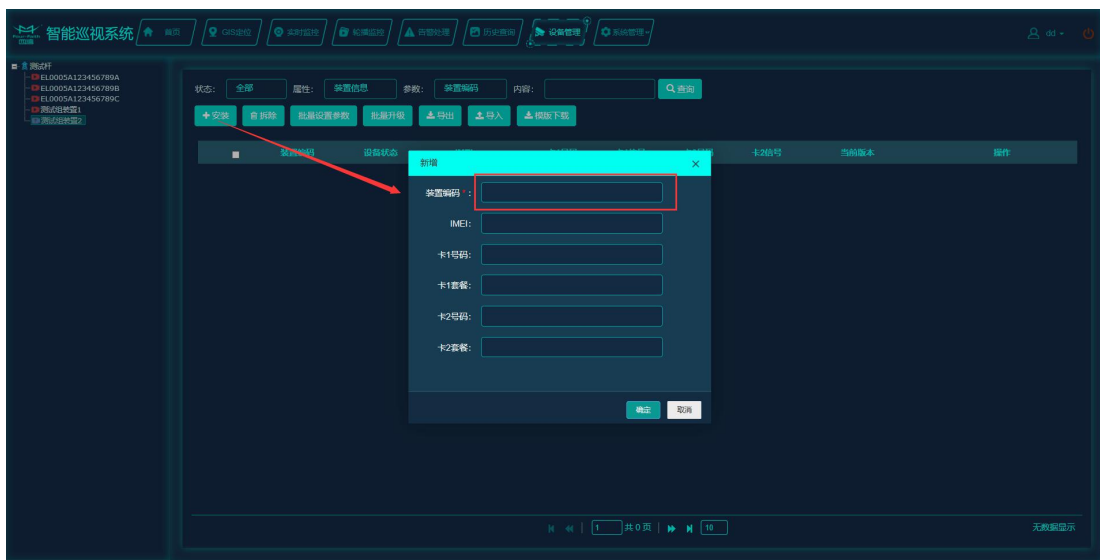 智能巡视系统 首页 GIS定位 实时监控 轮播监控 告警处理 历史查询 设备管理 系统管理 dd
测试杆
EL0005A123456789A
EL0005A123456789B
EL0005A123456789C
测试组装置1
测试组装置2
状态: 全部 属性: 装置信息 参数: 装置编码 内容: 查询
+安装 拆除 批量设置参数 批量升级 导出 导入 模版下载
装置编码 设备状态 卡2信号 当前版本 操作
新增 ×
装置编码*:
IMEI:
卡1号码:
卡1套餐:
卡2号码:
卡2套餐:
确定 取消
1 共 0 页 10 无数据显示